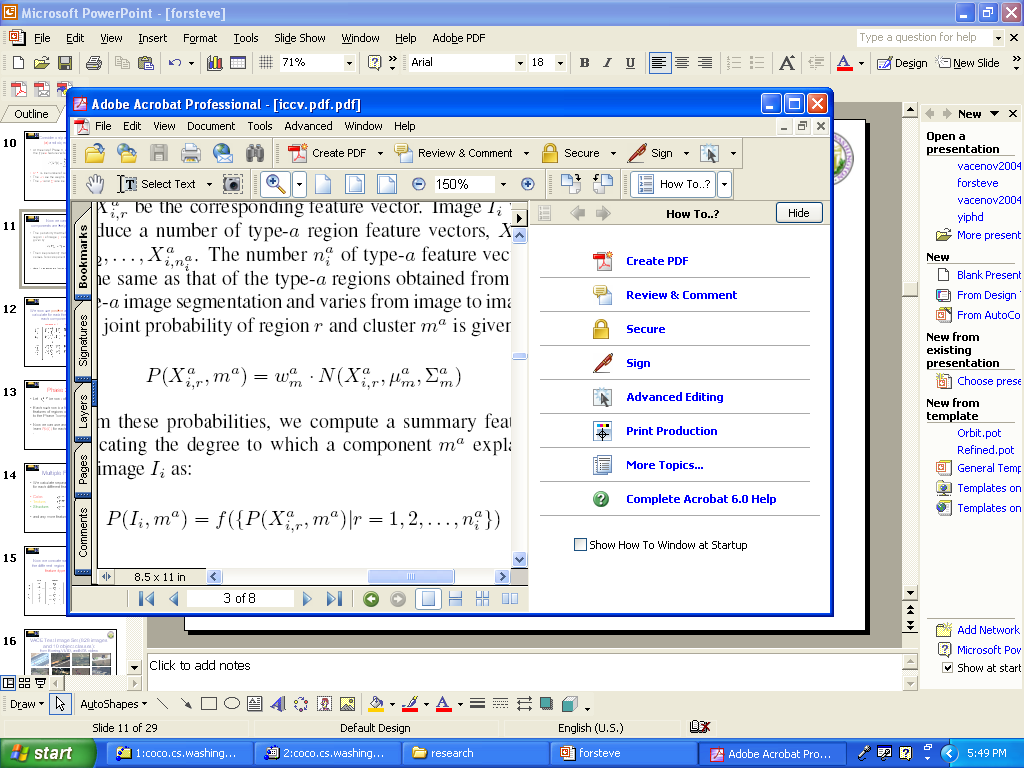 Microsoft PowerPoint - [forsteve]
File Edit View Insert Format Tools Slide Show Window Help Adobe PDF
Type a question for help
71% Arial 18 B I U A A Design New Slide
Outline
Adobe Acrobat Professional - [iccv.pdf.pdf]
File Edit View Document Tools Advanced Window Help
Create PDF Review & Comment Secure Sign
Select Text 150% How To..?
Bookmarks
Signatures
Layers
Pages
Comments
X^a_{i,r} be the corresponding feature vector. Image I_i
duce a number of type-a region feature vectors, X
2, . . . , X^a_{i,n^a_i}. The number n^a_i of type-a feature vec
he same as that of the type-a regions obtained from
e-a image segmentation and varies from image to ima
joint probability of region r and cluster m^a is given
P(X^a_{i,r}, m^a) = w^a_m · N(X^a_{i,r}, μ^a_m, Σ^a_m)
m these probabilities, we compute a summary feat
cating the degree to which a component m^a expla
image I_i as:
P(I_i, m^a) = f({P(X^a_{i,r}, m^a)|r = 1, 2, . . . , n^a_i})
8.5 x 11 in
3 of 8
How To..?
Hide
Create PDF
Review & Comment
Secure
Sign
Advanced Editing
Print Production
More Topics...
Complete Acrobat 6.0 Help
Show How To Window at Startup
New
Open a
presentation
vacenov2004
forsteve
vacenov2004
yiphd
More present
New
Blank Present
From Design
From AutoCo
New from
existing
presentation
Choose prese
New from
template
Orbit.pot
Refined.pot
General Temp
Templates on
Templates on
Add Network
Microsoft Pow
Show at start
10
11
12
13
14
15
16
Click to add notes
Draw AutoShapes
Slide 11 of 29 Default Design English (U.S.)
start 1:coco.cs.washing... 2:coco.cs.washing... research forsteve Adobe Acrobat Pro... 5:49 PM